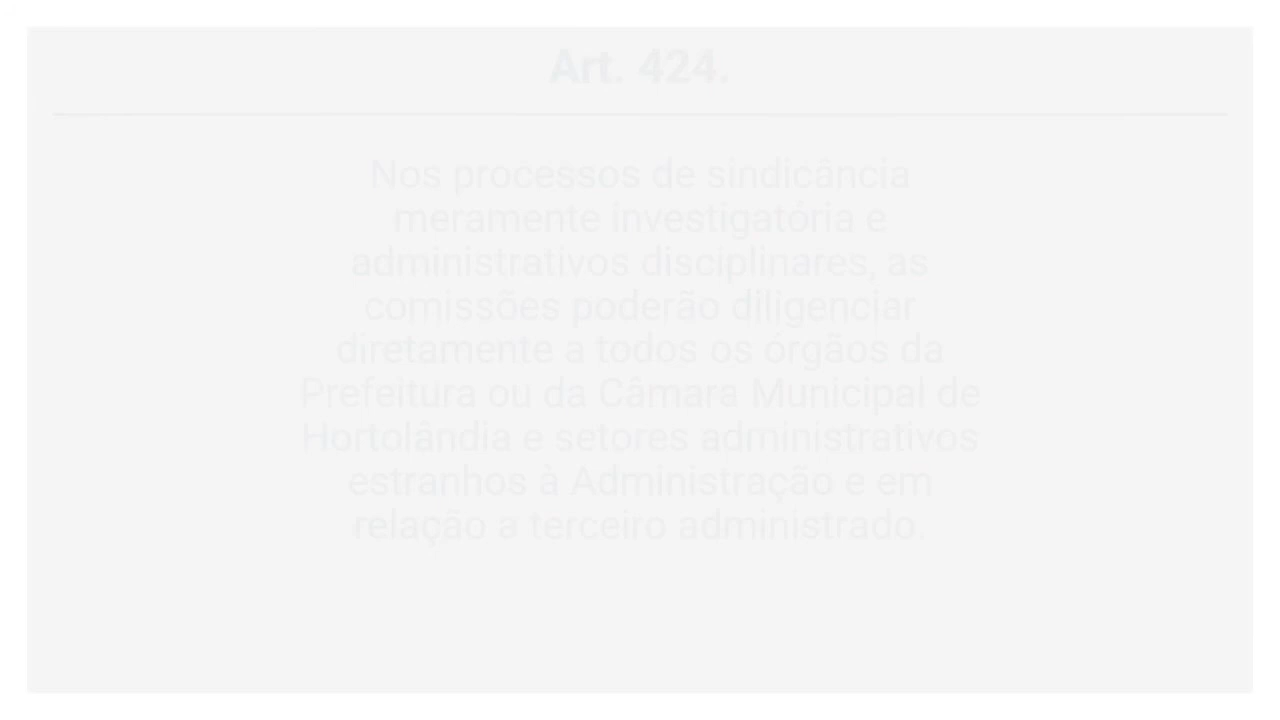 Art. 424.
Nos processos de sindicância
meramente investigatória e
administrativos disciplinares, as
comissões poderão diligenciar
diretamente a todos os órgãos da
Prefeitura ou da Câmara Municipal de
Hortolândia e setores administrativos
estranhos à Administração e em
relação a terceiro administrado.